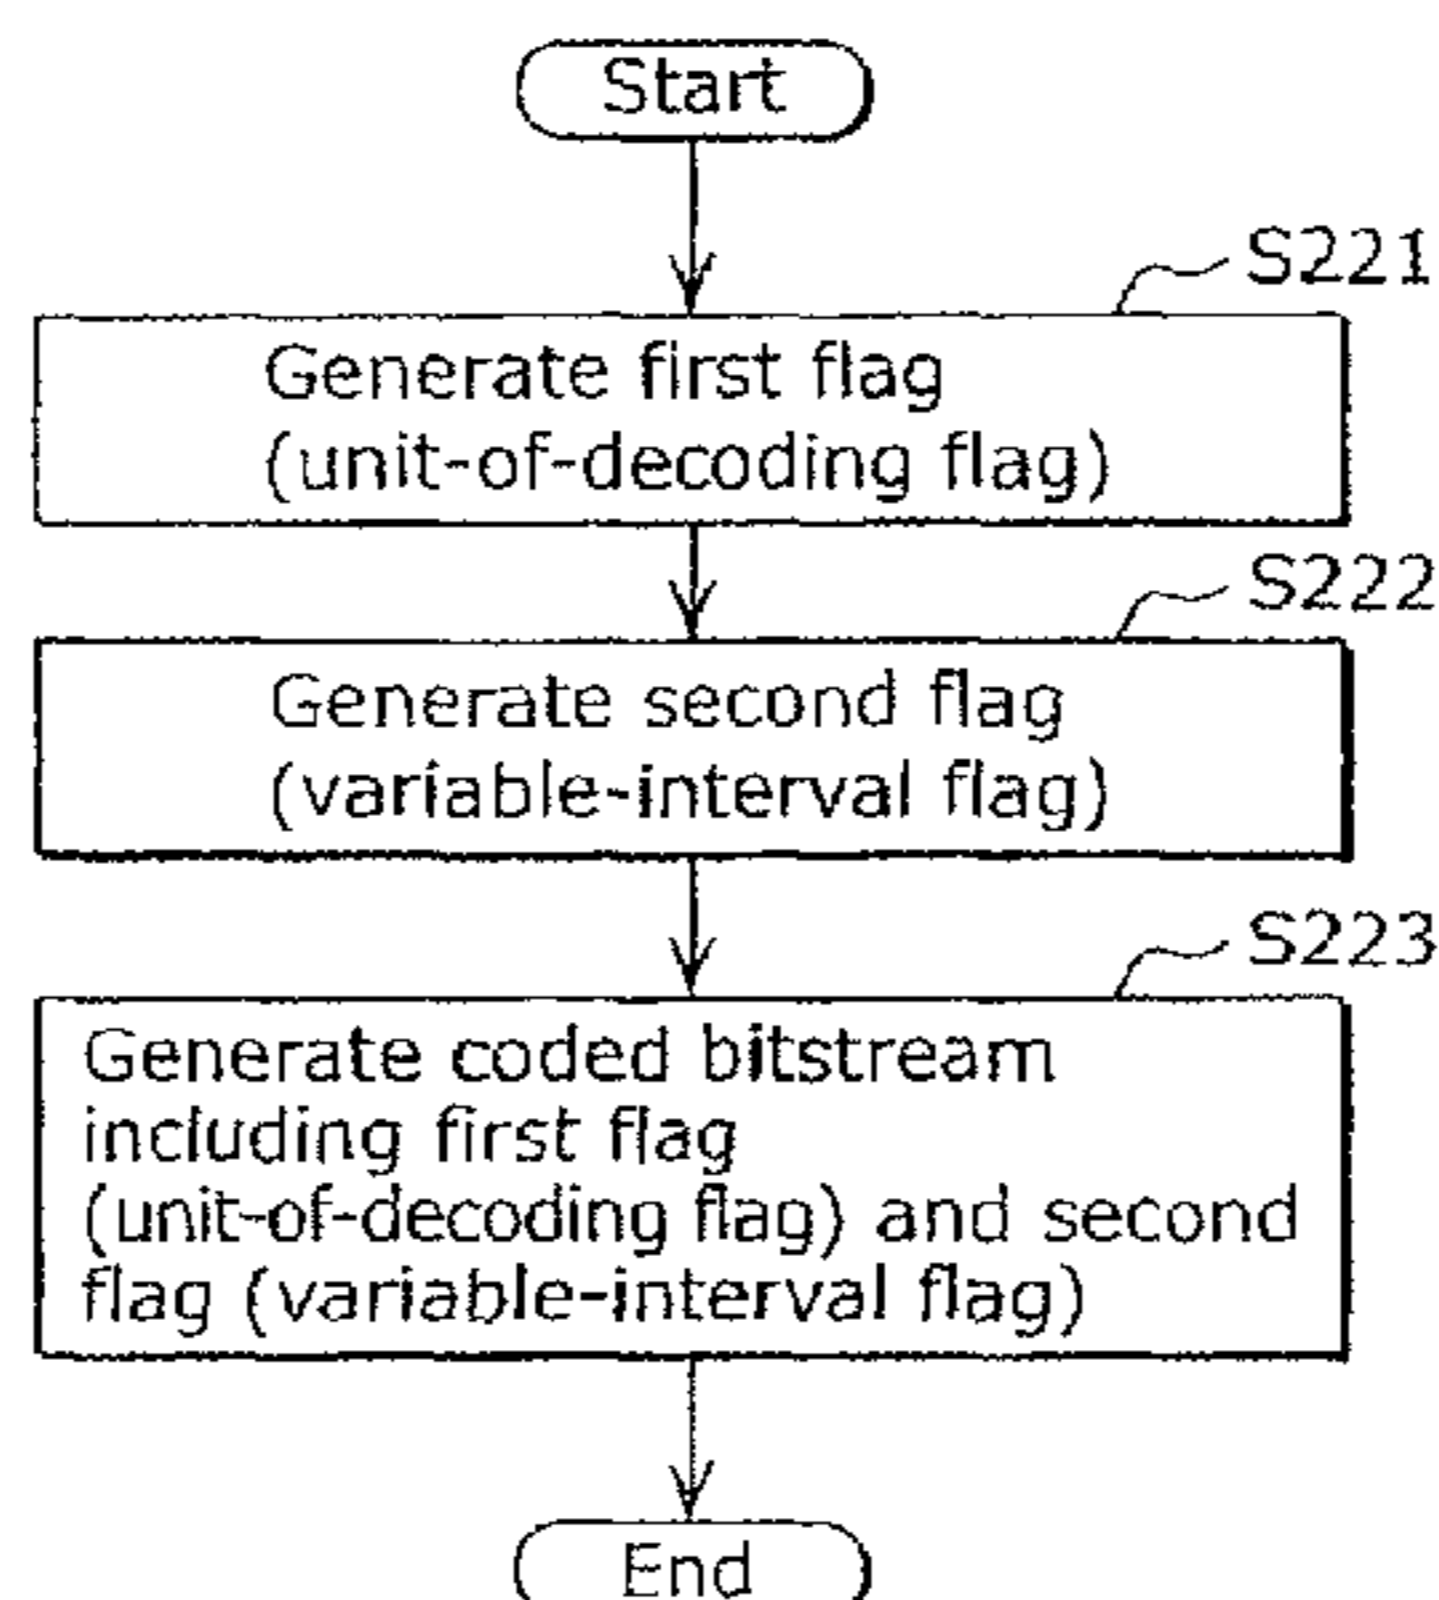 Start
S221
Generate first flag
(unit-of-decoding flag)
S222
Generate second flag
(variable-interval flag)
S223
Generate coded bitstream
including first flag
(unit-of-decoding flag) and second
flag (variable-interval flag)
End